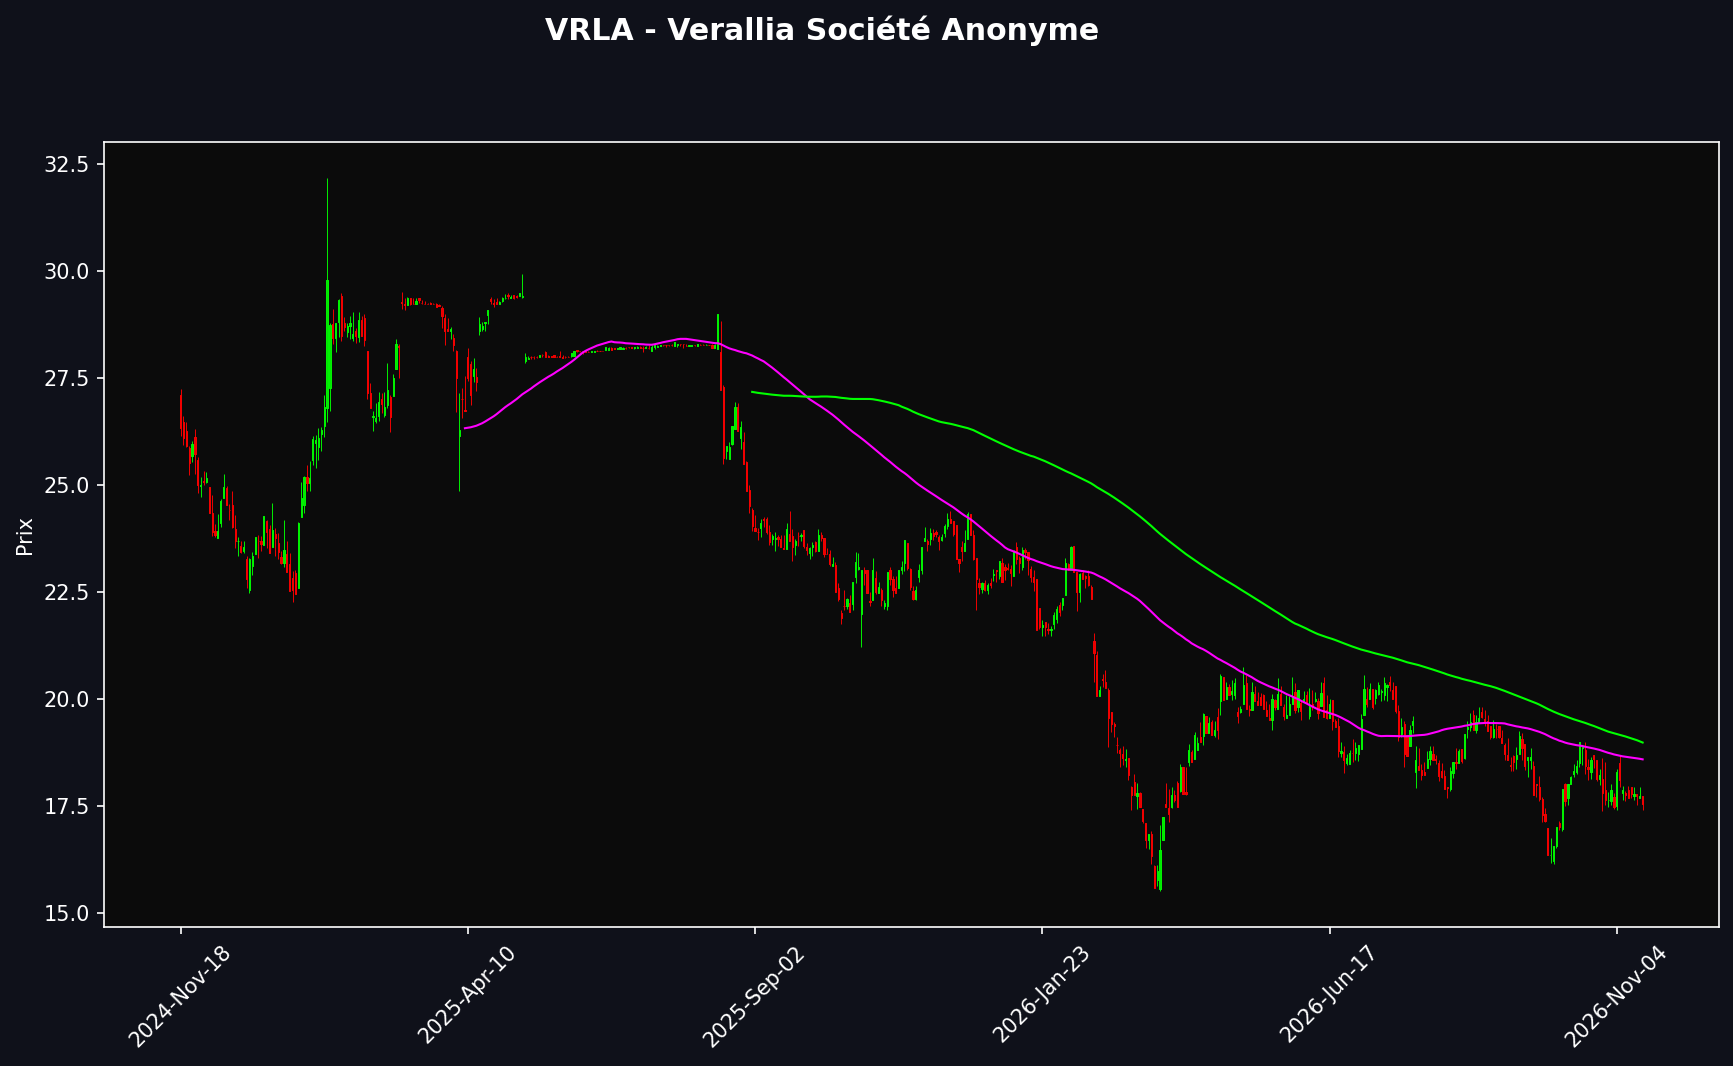 VRLA - Verallia Société Anonyme
Prix
32.5
30.0
27.5
25.0
22.5
20.0
17.5
15.0
2024-Nov-18
2025-Apr-10
2025-Sep-02
2026-Jan-23
2026-Jun-17
2026-Nov-04